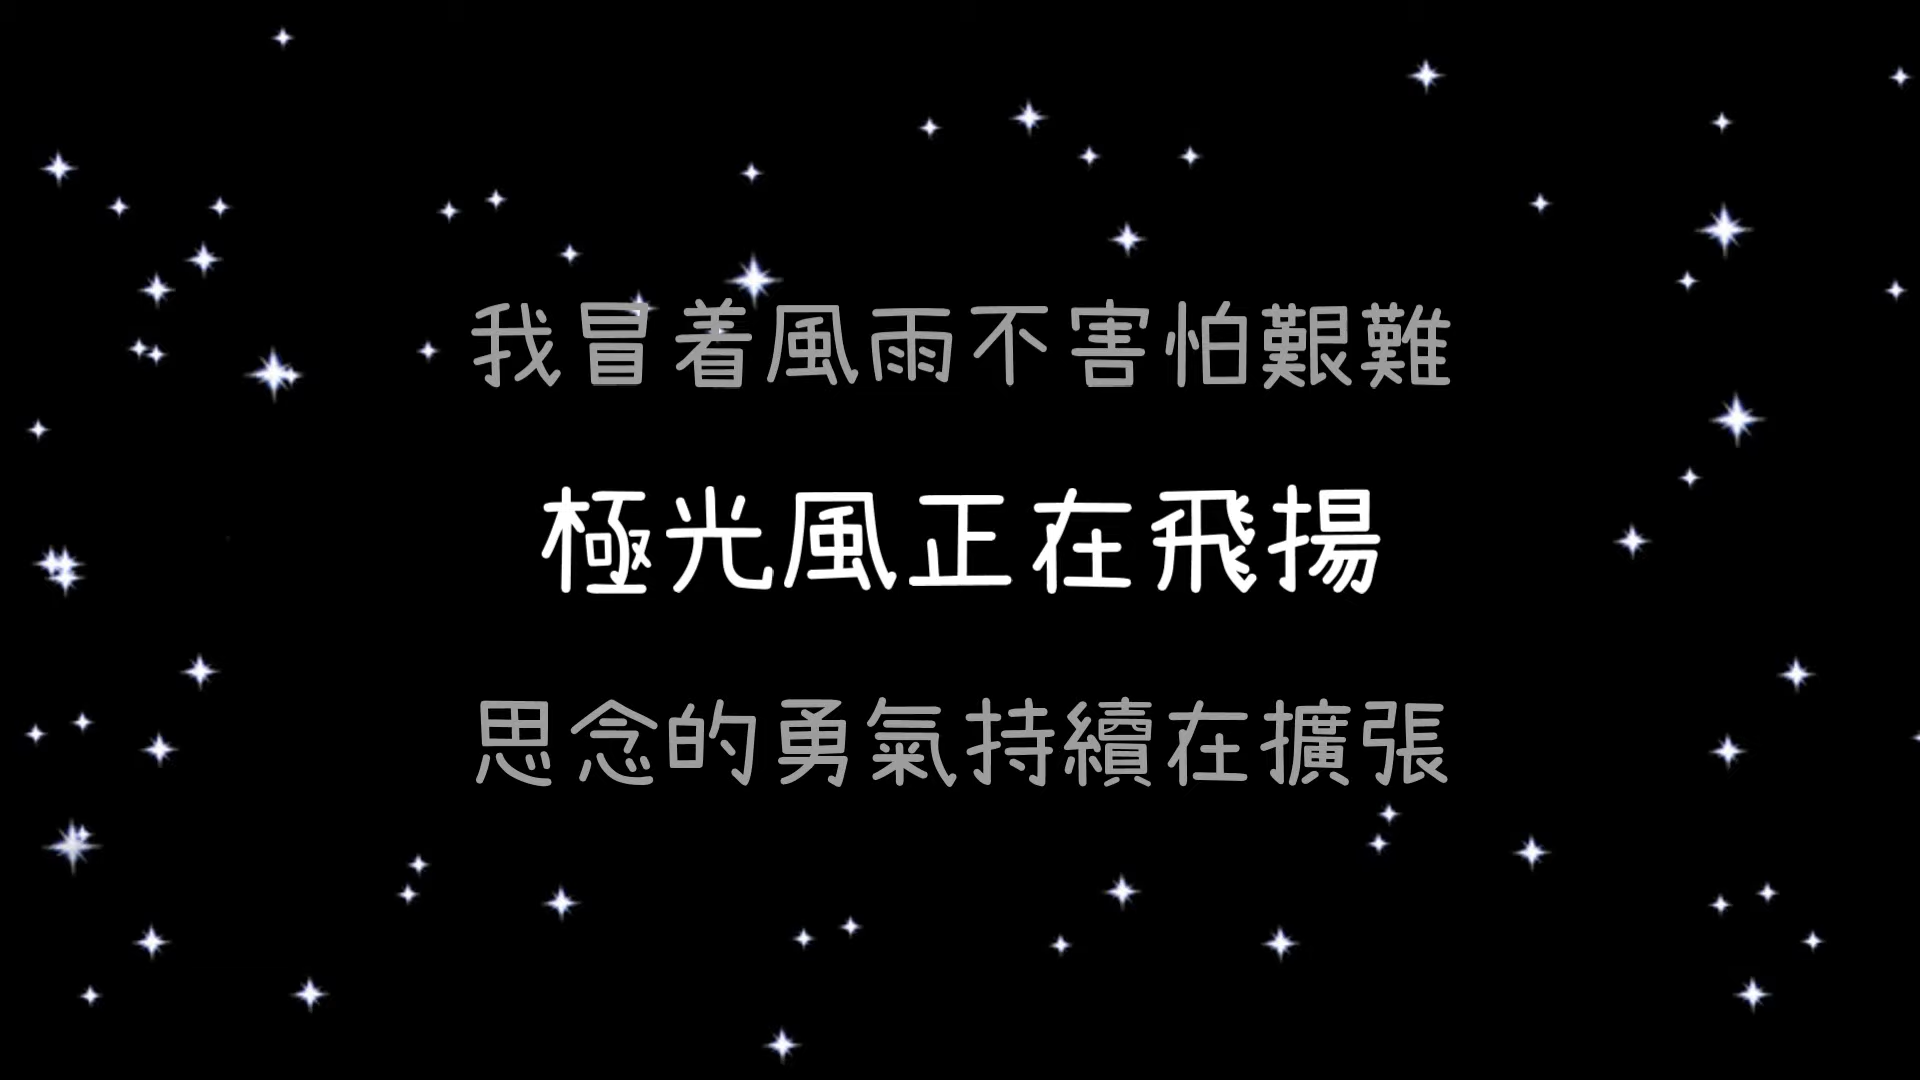 我冒着風雨不害怕艱難
極光風正在飛揚
思念的勇氣持續在擴張